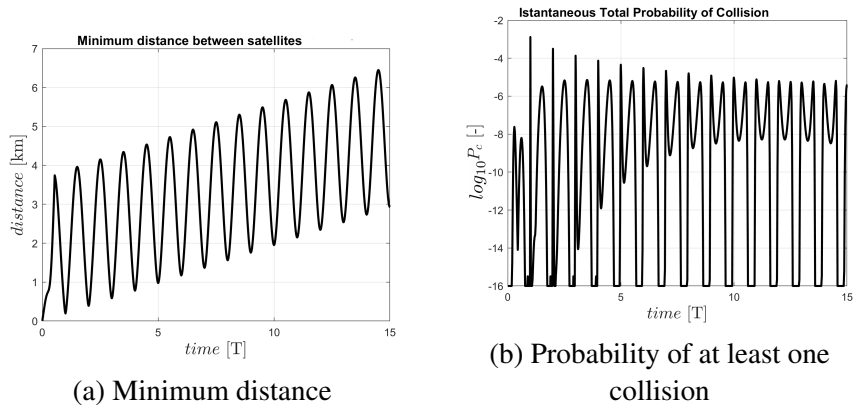 Minimum distance between satellites
7
6
5
4
3
2
1
0
distance [km]
0 5 10 15
time [T]
(a) Minimum distance
Istantaneous Total Probability of Collision
-2
-4
-6
-8
-10
-12
-14
-16
log10Pc [-]
0 5 10 15
time [T]
(b) Probability of at least one
collision